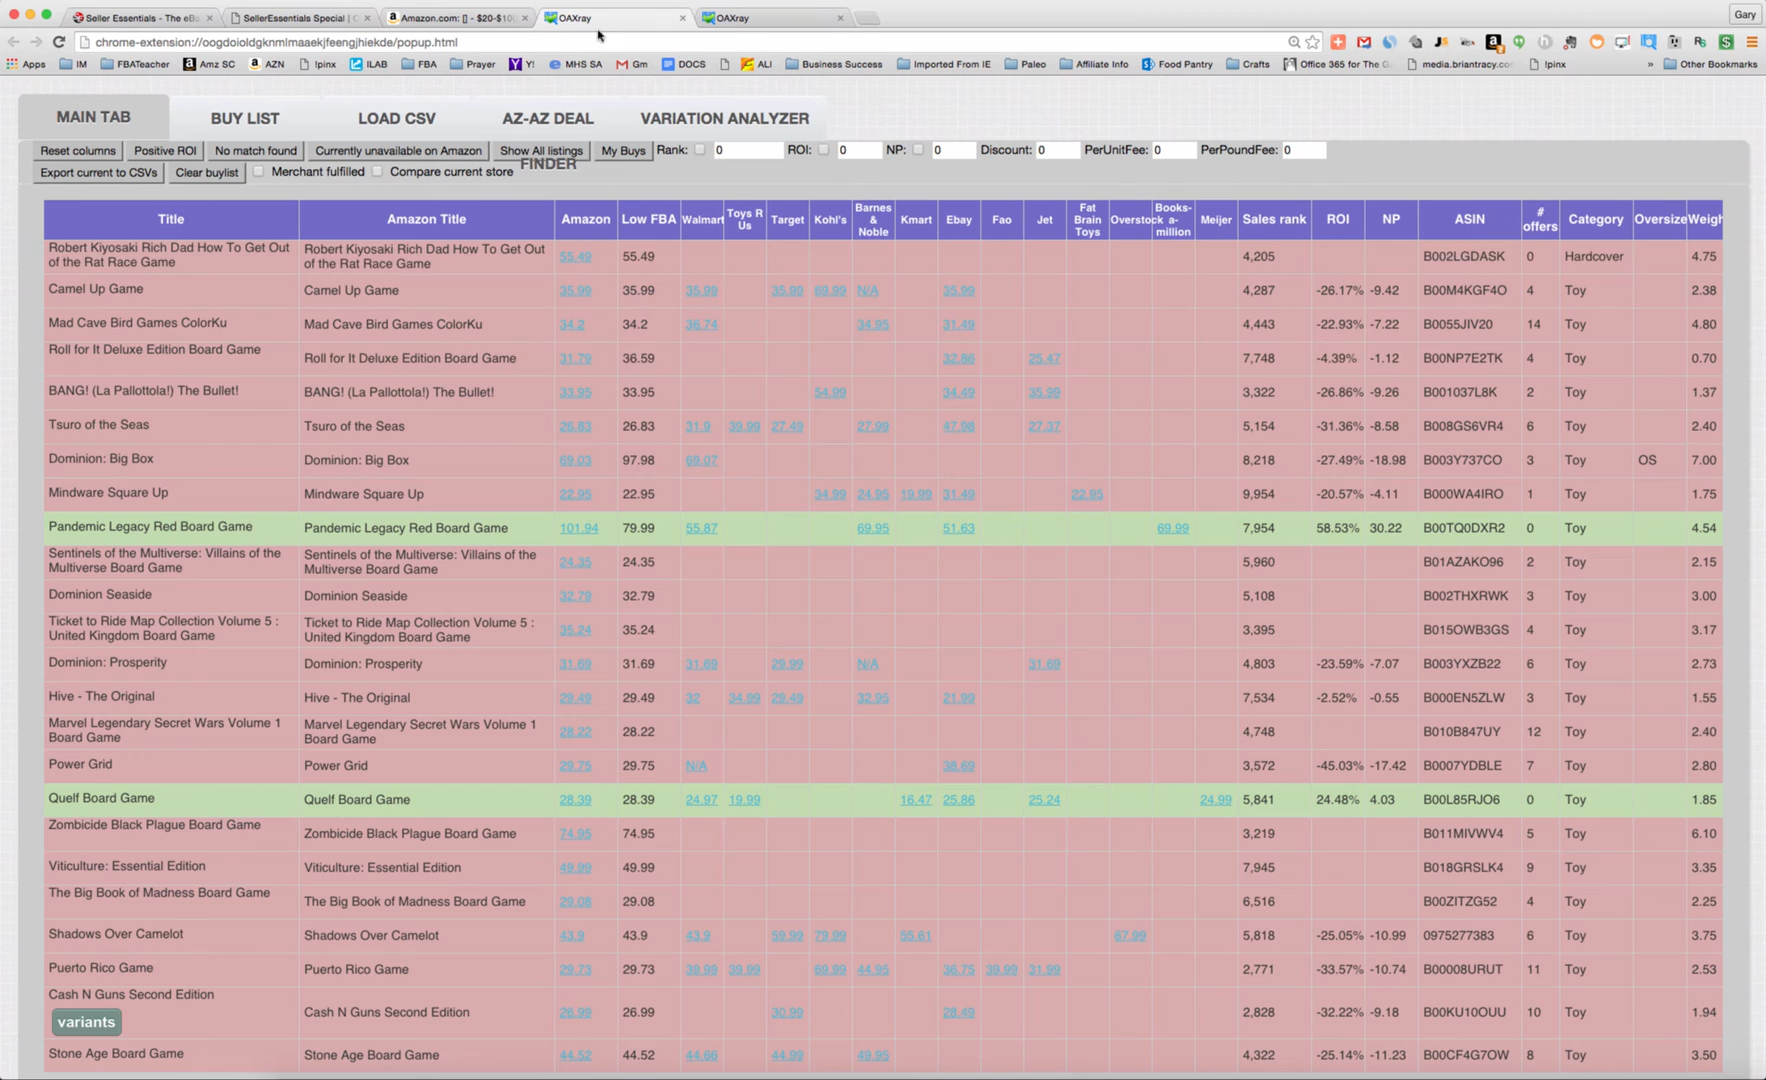 Seller Essentials - The eBa
SellerEssentials Special | C
Amazon.com: [] - $20-$10
OAXray
OAXray
Gary
chrome-extension://oogdoioldgknmlmaaekjfeengjhiekde/popup.html
Apps IM FBATeacher Amz SC AZN !pinx ILAB FBA Prayer Y! MHS SA Gm DOCS ALI Business Success Imported From IE Paleo Affiliate Info Food Pantry Crafts Office 365 for The G media.briantracy.co !pinx » Other Bookmarks
MAIN TAB BUY LIST LOAD CSV AZ-AZ DEAL FINDER VARIATION ANALYZER
Reset columns Positive ROI No match found Currently unavailable on Amazon Show All listings My Buys Rank: 0 ROI: 0 NP: 0 Discount: 0 PerUnitFee: 0 PerPoundFee: 0
Export current to CSVs Clear buylist Merchant fulfilled Compare current store
Title Amazon Title Amazon Low FBA Walmart Toys R Us Target Kohl's Barnes & Noble Kmart Ebay Fao Jet Fat Brain Toys Overstock Books-a-million Meijer Sales rank ROI NP ASIN # offers Category Oversize Weigh
Robert Kiyosaki Rich Dad How To Get Out of the Rat Race Game Robert Kiyosaki Rich Dad How To Get Out of the Rat Race Game 55.49 55.49 4,205 B002LGDASK 0 Hardcover 4.75
Camel Up Game Camel Up Game 35.99 35.99 35.99 35.99 69.99 N/A 35.99 4,287 -26.17% -9.42 B00M4KGF4O 4 Toy 2.38
Mad Cave Bird Games ColorKu Mad Cave Bird Games ColorKu 34.2 34.2 36.74 34.95 31.49 4,443 -22.93% -7.22 B0055JIV20 14 Toy 4.80
Roll for It Deluxe Edition Board Game Roll for It Deluxe Edition Board Game 31.79 36.59 32.86 25.47 7,748 -4.39% -1.12 B00NP7E2TK 4 Toy 0.70
BANG! (La Pallottola!) The Bullet! BANG! (La Pallottola!) The Bullet! 33.95 33.95 54.99 34.49 35.99 3,322 -26.86% -9.26 B001037L8K 2 Toy 1.37
Tsuro of the Seas Tsuro of the Seas 26.83 26.83 31.9 39.99 27.49 27.99 47.98 27.37 5,154 -31.36% -8.58 B008GS6VR4 6 Toy 2.40
Dominion: Big Box Dominion: Big Box 69.03 97.98 69.07 8,218 -27.49% -18.98 B003Y737CO 3 Toy OS 7.00
Mindware Square Up Mindware Square Up 22.95 22.95 34.99 24.95 19.99 31.49 22.95 9,954 -20.57% -4.11 B000WA4IRO 1 Toy 1.75
Pandemic Legacy Red Board Game Pandemic Legacy Red Board Game 101.94 79.99 55.87 69.95 51.63 69.99 7,954 58.53% 30.22 B00TQ0DXR2 0 Toy 4.54
Sentinels of the Multiverse: Villains of the Multiverse Board Game Sentinels of the Multiverse: Villains of the Multiverse Board Game 24.35 24.35 5,960 B01AZAKO96 2 Toy 2.15
Dominion Seaside Dominion Seaside 32.79 32.79 5,108 B002THXRWK 3 Toy 3.00
Ticket to Ride Map Collection Volume 5 : United Kingdom Board Game Ticket to Ride Map Collection Volume 5 : United Kingdom Board Game 35.24 35.24 3,395 B015OWB3GS 4 Toy 3.17
Dominion: Prosperity Dominion: Prosperity 31.69 31.69 31.69 29.99 N/A 31.69 4,803 -23.59% -7.07 B003YXZB22 6 Toy 2.73
Hive - The Original Hive - The Original 29.49 29.49 32 34.99 29.49 32.95 21.99 7,534 -2.52% -0.55 B000EN5ZLW 3 Toy 1.55
Marvel Legendary Secret Wars Volume 1 Board Game Marvel Legendary Secret Wars Volume 1 Board Game 28.22 28.22 4,748 B010B847UY 12 Toy 2.40
Power Grid Power Grid 29.75 29.75 N/A 38.69 3,572 -45.03% -17.42 B0007YDBLE 7 Toy 2.80
Quelf Board Game Quelf Board Game 28.39 28.39 24.97 19.99 16.47 25.86 25.24 24.99 5,841 24.48% 4.03 B00L85RJO6 0 Toy 1.85
Zombicide Black Plague Board Game Zombicide Black Plague Board Game 74.95 74.95 3,219 B011MIVWV4 5 Toy 6.10
Viticulture: Essential Edition Viticulture: Essential Edition 49.99 49.99 7,945 B018GRSLK4 9 Toy 3.35
The Big Book of Madness Board Game The Big Book of Madness Board Game 29.08 29.08 6,516 B00ZITZG52 4 Toy 2.25
Shadows Over Camelot Shadows Over Camelot 43.9 43.9 43.9 59.99 79.99 55.61 67.99 5,818 -25.05% -10.99 0975277383 6 Toy 3.75
Puerto Rico Game Puerto Rico Game 29.73 29.73 39.99 39.99 69.99 44.95 36.75 39.99 31.99 2,771 -33.57% -10.74 B00008URUT 11 Toy 2.53
Cash N Guns Second Edition variants Cash N Guns Second Edition 26.99 26.99 30.99 28.49 2,828 -32.22% -9.18 B00KU10OUU 10 Toy 1.94
Stone Age Board Game Stone Age Board Game 44.52 44.52 44.66 44.99 49.95 4,322 -25.14% -11.23 B00CF4G7OW 8 Toy 3.50